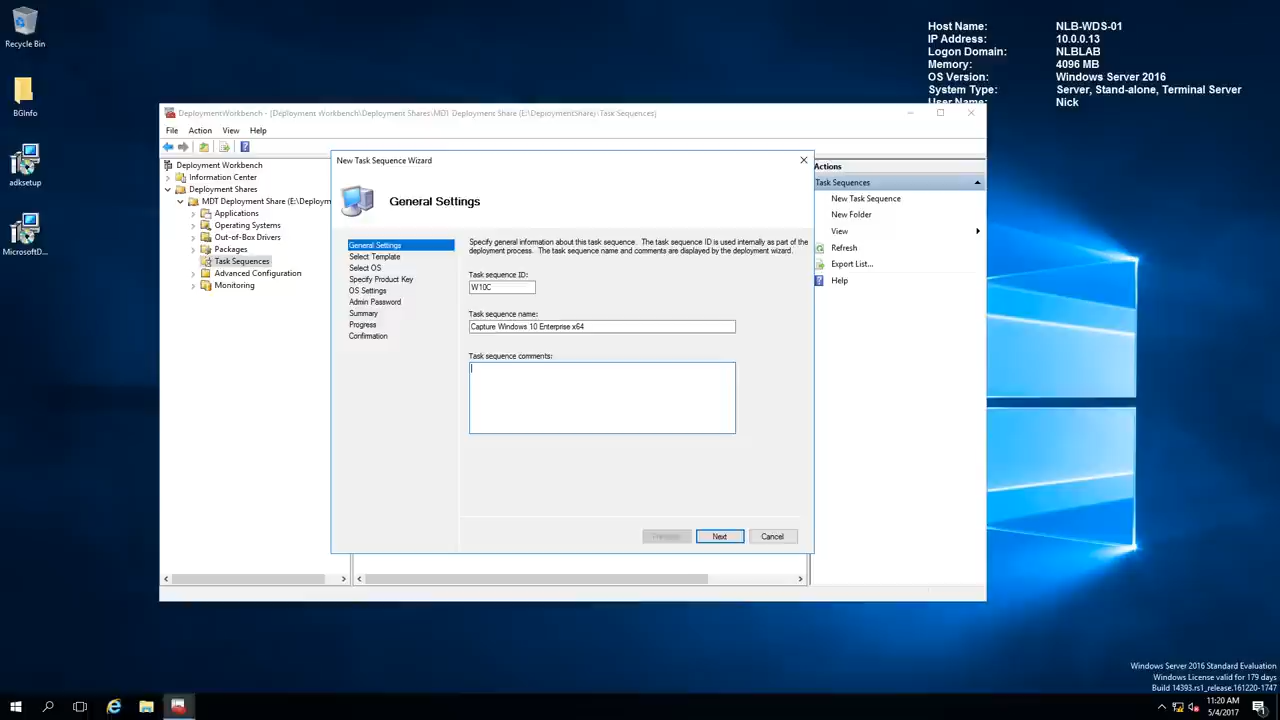 Recycle Bin
BGInfo
adksetup
MicrosoftD...
Host Name: NLB-WDS-01
IP Address: 10.0.0.13
Logon Domain: NLBLAB
Memory: 4096 MB
OS Version: Windows Server 2016
System Type: Server, Stand-alone, Terminal Server
User Name: Nick
DeploymentWorkbench - [Deployment Workbench\Deployment Shares\MDT Deployment Share (E:\DeploymentShare)\Task Sequences]
File Action View Help
Deployment Workbench
Information Center
Deployment Shares
MDT Deployment Share (E:\Deploym
Applications
Operating Systems
Out-of-Box Drivers
Packages
Task Sequences
Advanced Configuration
Monitoring
New Task Sequence Wizard
General Settings
General Settings
Select Template
Select OS
Specify Product Key
OS Settings
Admin Password
Summary
Progress
Confirmation
Specify general information about this task sequence. The task sequence ID is used internally as part of the
deployment process. The task sequence name and comments are displayed by the deployment wizard.
Task sequence ID:
W10C
Task sequence name:
Capture Windows 10 Enterprise x64
Task sequence comments:
Previous Next Cancel
Actions
Task Sequences
New Task Sequence
New Folder
View
Refresh
Export List...
Help
Windows Server 2016 Standard Evaluation
Windows License valid for 179 days
Build 14393.rs1_release.161220-1747
11:20 AM
5/4/2017